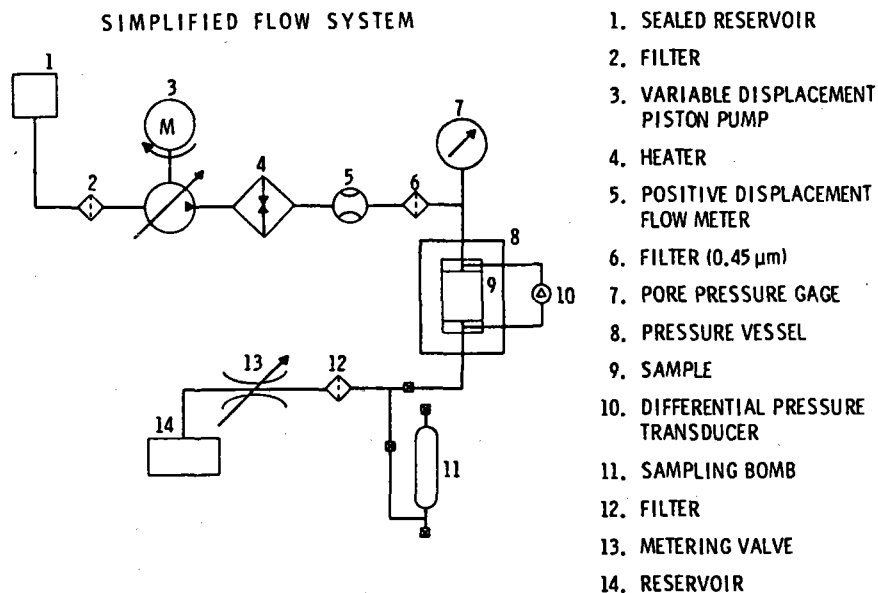 SIMPLIFIED FLOW SYSTEM
1
3
M
2
4
5
6
7
8
9
10
13
12
14
11
1. SEALED RESERVOIR
2. FILTER
3. VARIABLE DISPLACEMENT
PISTON PUMP
4. HEATER
5. POSITIVE DISPLACEMENT
FLOW METER
6. FILTER (0.45 μm)
7. PORE PRESSURE GAGE
8. PRESSURE VESSEL
9. SAMPLE
10. DIFFERENTIAL PRESSURE
TRANSDUCER
11. SAMPLING BOMB
12. FILTER
13. METERING VALVE
14. RESERVOIR